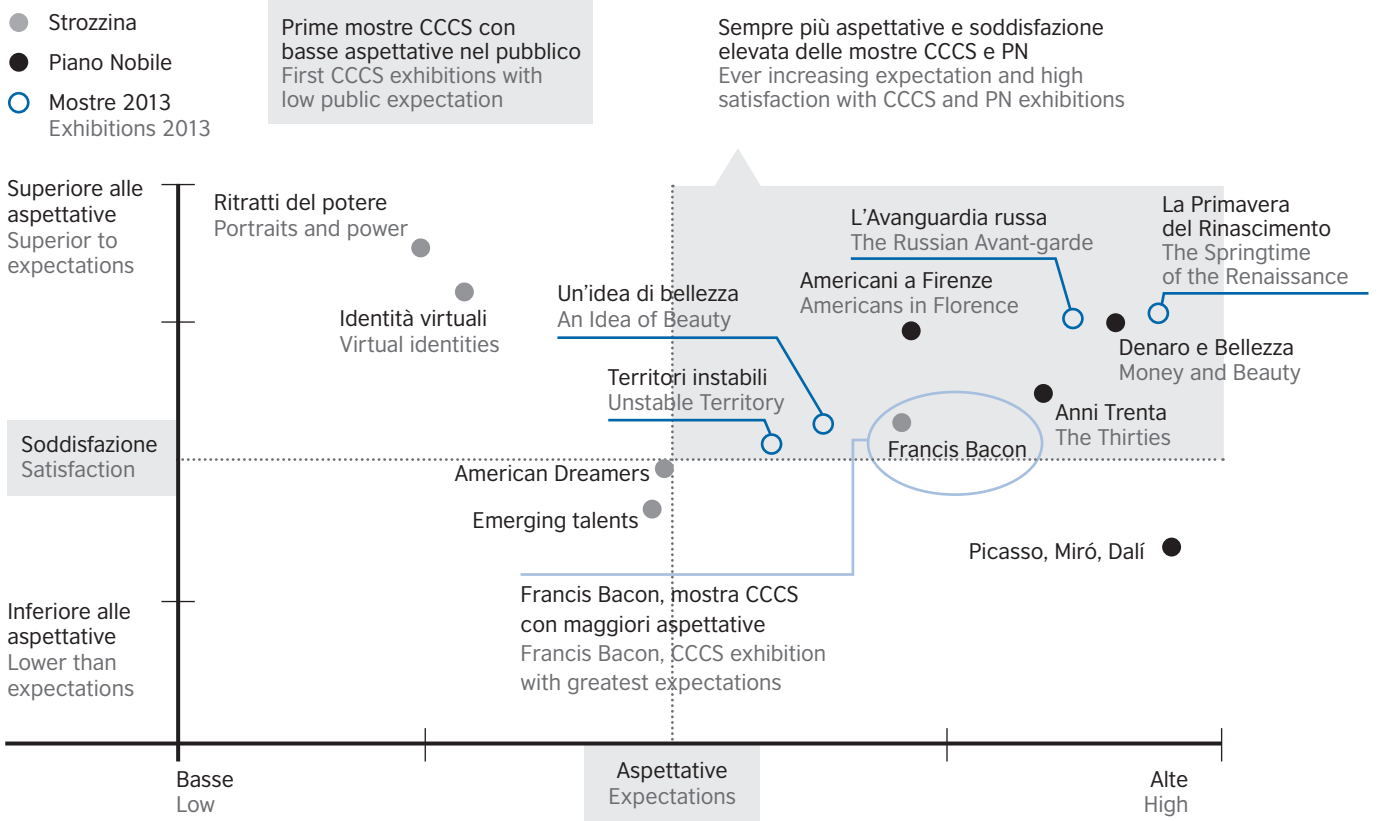 Strozzina
Piano Nobile
Mostre 2013
Exhibitions 2013
Prime mostre CCCS con
basse aspettative nel pubblico
First CCCS exhibitions with
low public expectation
Sempre più aspettative e soddisfazione
elevata delle mostre CCCS e PN
Ever increasing expectation and high
satisfaction with CCCS and PN exhibitions
Superiore alle
aspettative
Superior to
expectations
Ritratti del potere
Portraits and power
Identità virtuali
Virtual identities
Un'idea di bellezza
An Idea of Beauty
Territori instabili
Unstable Territory
L'Avanguardia russa
The Russian Avant-garde
Americani a Firenze
Americans in Florence
La Primavera
del Rinascimento
The Springtime
of the Renaissance
Denaro e Bellezza
Money and Beauty
Anni Trenta
The Thirties
Francis Bacon
Soddisfazione
Satisfaction
American Dreamers
Emerging talents
Picasso, Miró, Dalí
Francis Bacon, mostra CCCS
con maggiori aspettative
Francis Bacon, CCCS exhibition
with greatest expectations
Inferiore alle
aspettative
Lower than
expectations
Basse
Low
Aspettative
Expectations
Alte
High